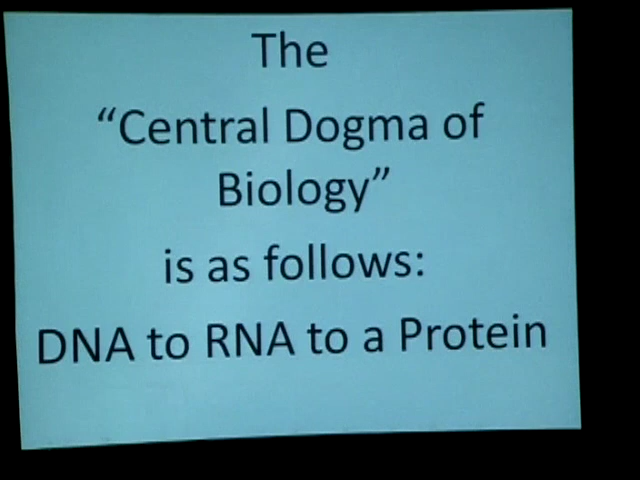 The
“Central Dogma of
Biology”
is as follows:
DNA to RNA to a Protein